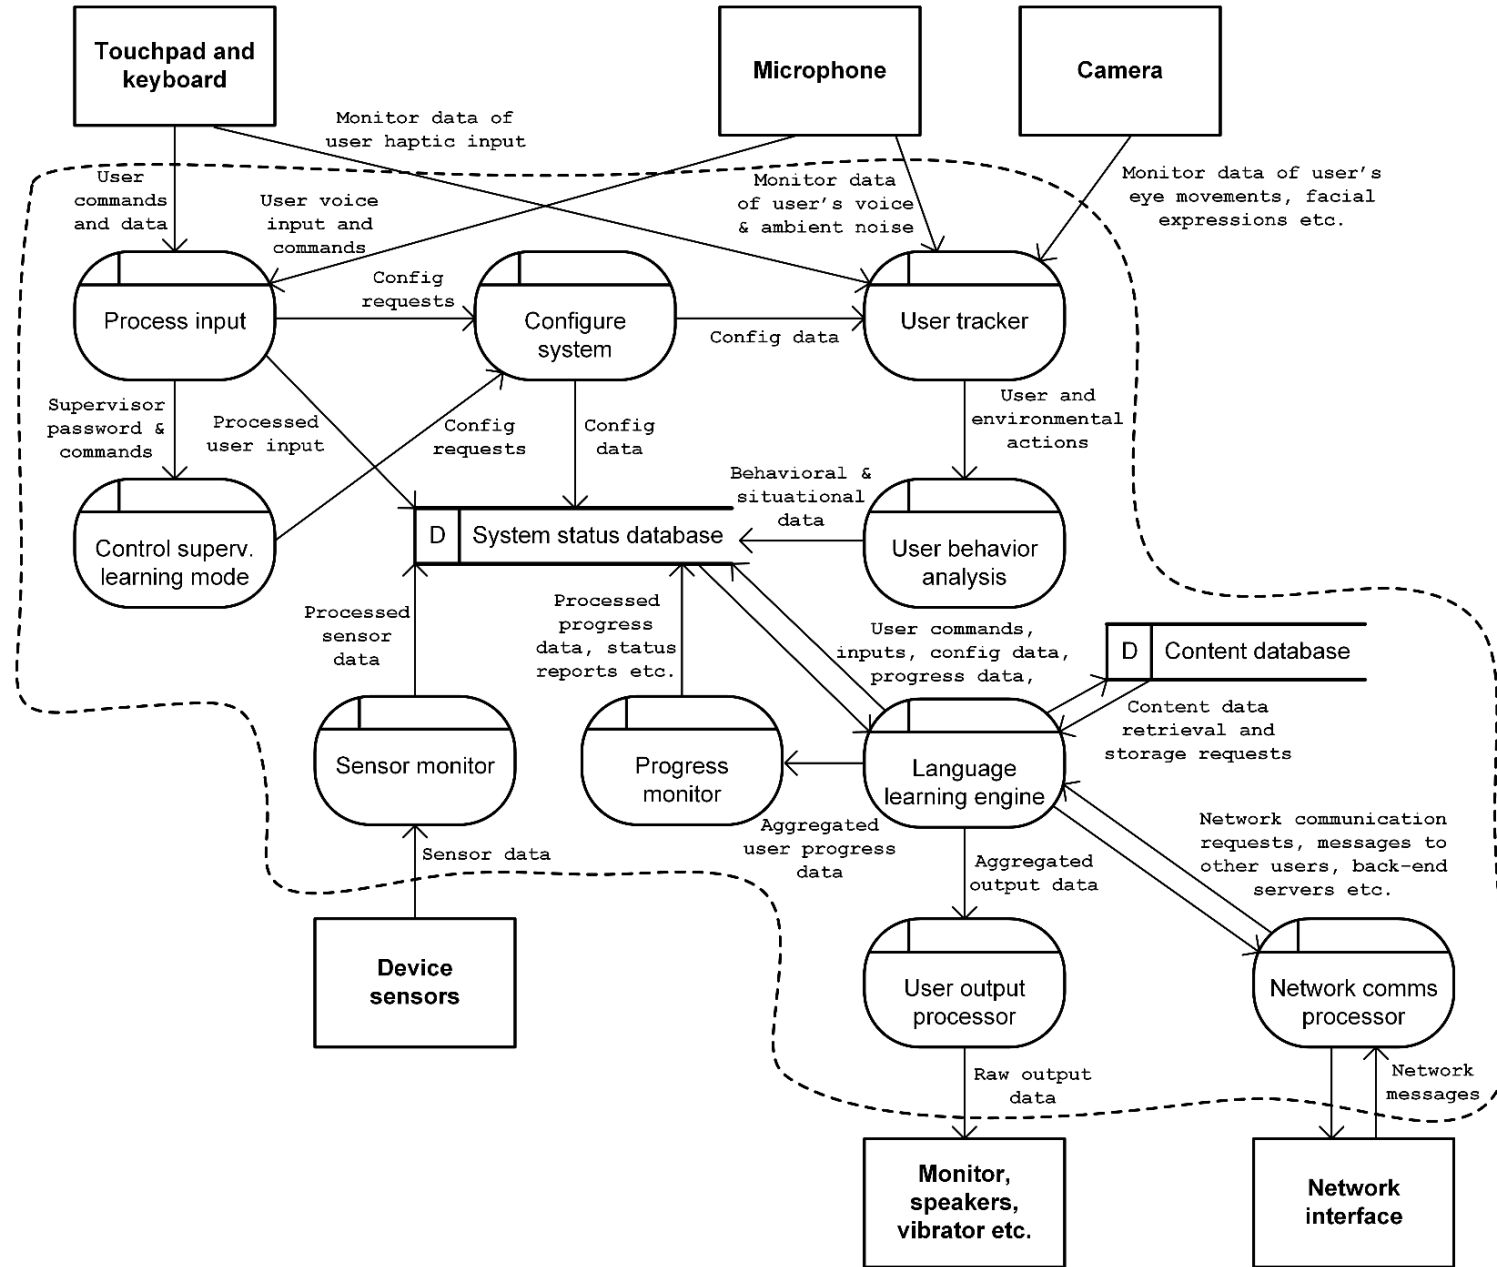 Touchpad and
keyboard
Microphone
Camera
Monitor data of
user haptic input
User
commands
and data
User voice
input and
commands
Monitor data
of user's voice
& ambient noise
Monitor data of user's
eye movements, facial
expressions etc.
Process input
Config
requests
Configure
system
Config data
User tracker
Supervisor
password &
commands
Processed
user input
Config
requests
Config
data
User and
environmental
actions
Behavioral &
situational
data
Control superv.
learning mode
D
System status database
User behavior
analysis
Processed
sensor
data
Processed
progress
data, status
reports etc.
User commands,
inputs, config data,
progress data,
D
Content database
Content data
retrieval and
storage requests
Sensor monitor
Progress
monitor
Language
learning engine
Sensor data
Aggregated
user progress
data
Aggregated
output data
Network communication
requests, messages to
other users, back-end
servers etc.
Device
sensors
User output
processor
Network comms
processor
Raw output
data
Network
messages
Monitor,
speakers,
vibrator etc.
Network
interface